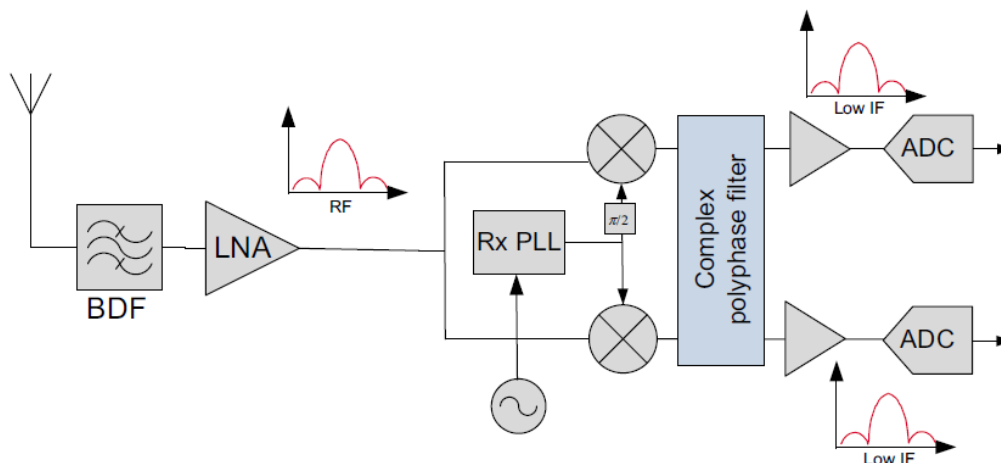 Low IF
ADC
RF
π/2
LNA
Rx PLL
BDF
Complex
polyphase filter
ADC
Low IF